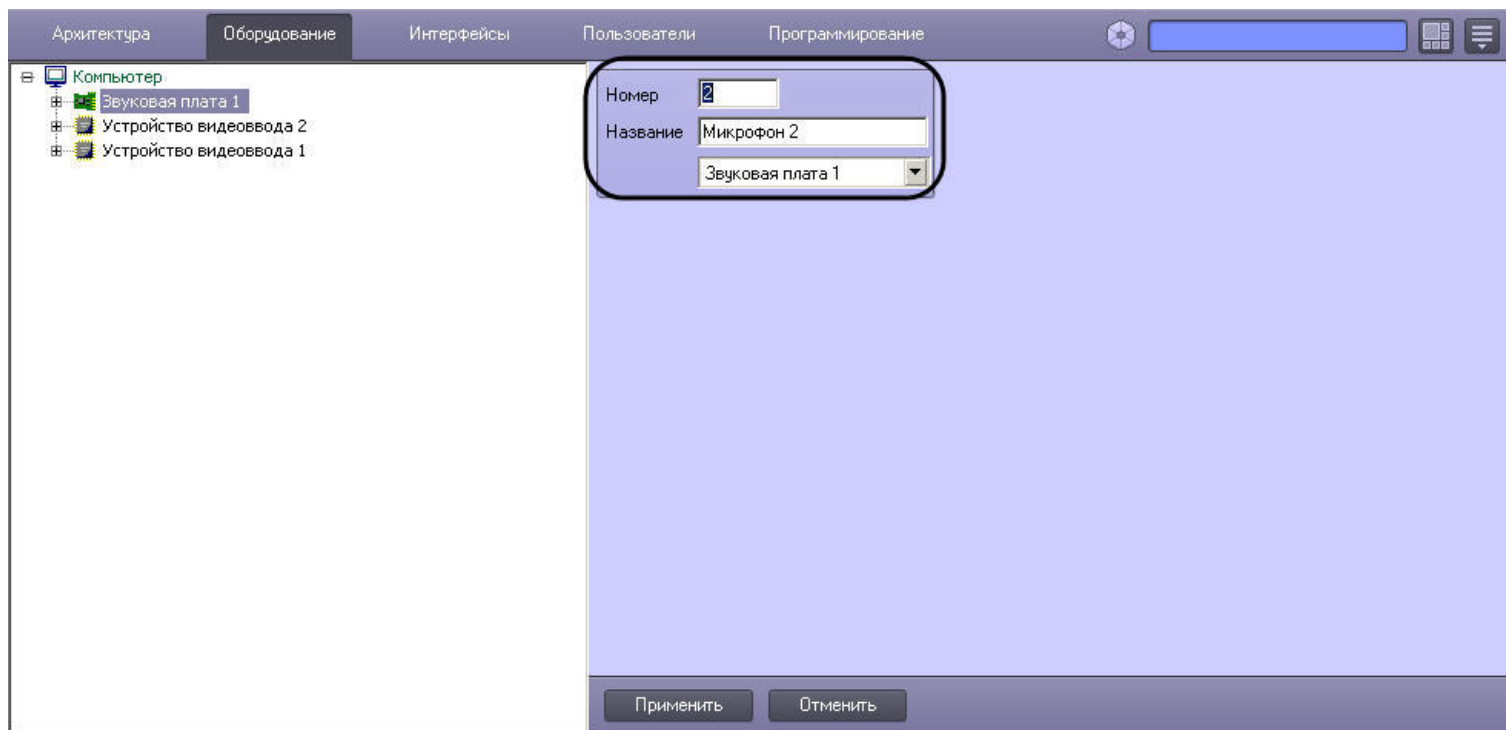 Архитектура Оборудование Интерфейсы Пользователи Программирование
Компьютер
Звуковая плата 1
Устройство видеоввода 2
Устройство видеоввода 1
Номер 2
Название Микрофон 2
Звуковая плата 1
Применить Отменить